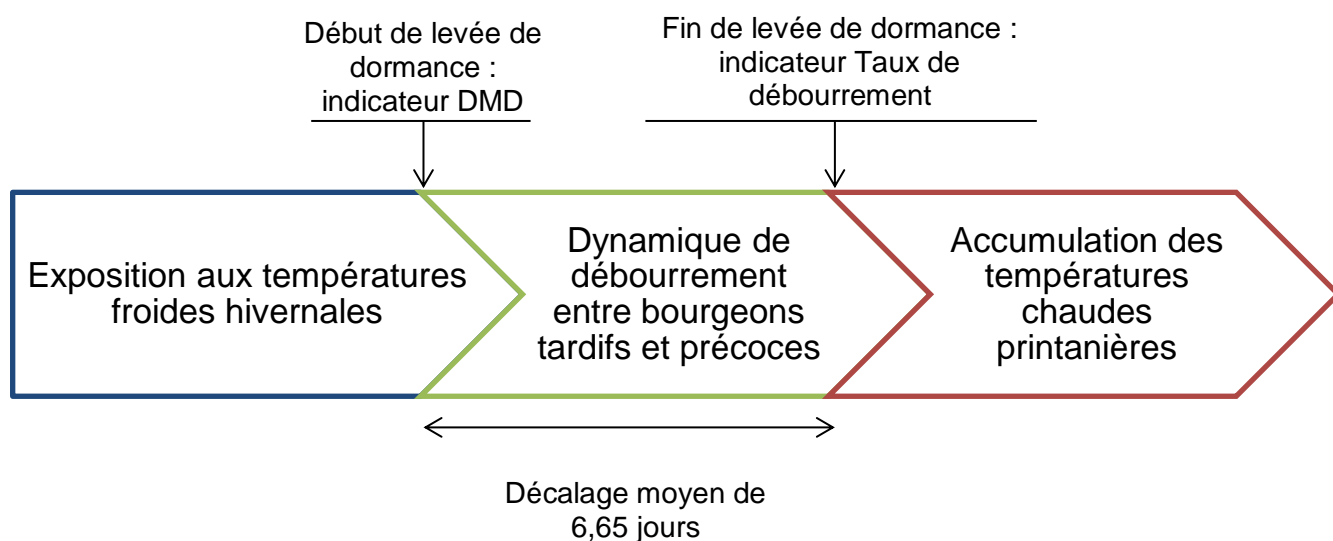 Début de levée de
dormance :
indicateur DMD
Fin de levée de dormance :
indicateur Taux de
débourrement
Exposition aux températures
froides hivernales
Dynamique de
débourrement
entre bourgeons
tardifs et précoces
Accumulation des
températures
chaudes
printanières
Décalage moyen de
6,65 jours